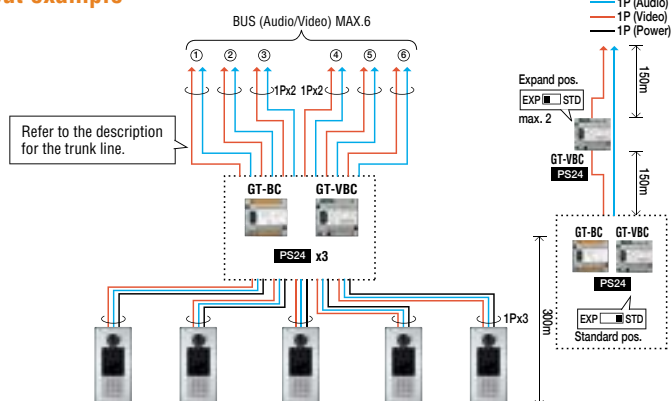 1P (Audio)
1P (Video)
1P (Power)
BUS (Audio/Video) MAX.6
① ② ③ ④ ⑤ ⑥
1Px2 1Px2
Refer to the description
for the trunk line.
GT-BC GT-VBC
PS24 x3
1Px3
300m
Expand pos.
EXP STD
max. 2
GT-VBC
PS24
150m
150m
GT-BC GT-VBC
PS24
EXP STD
Standard pos.